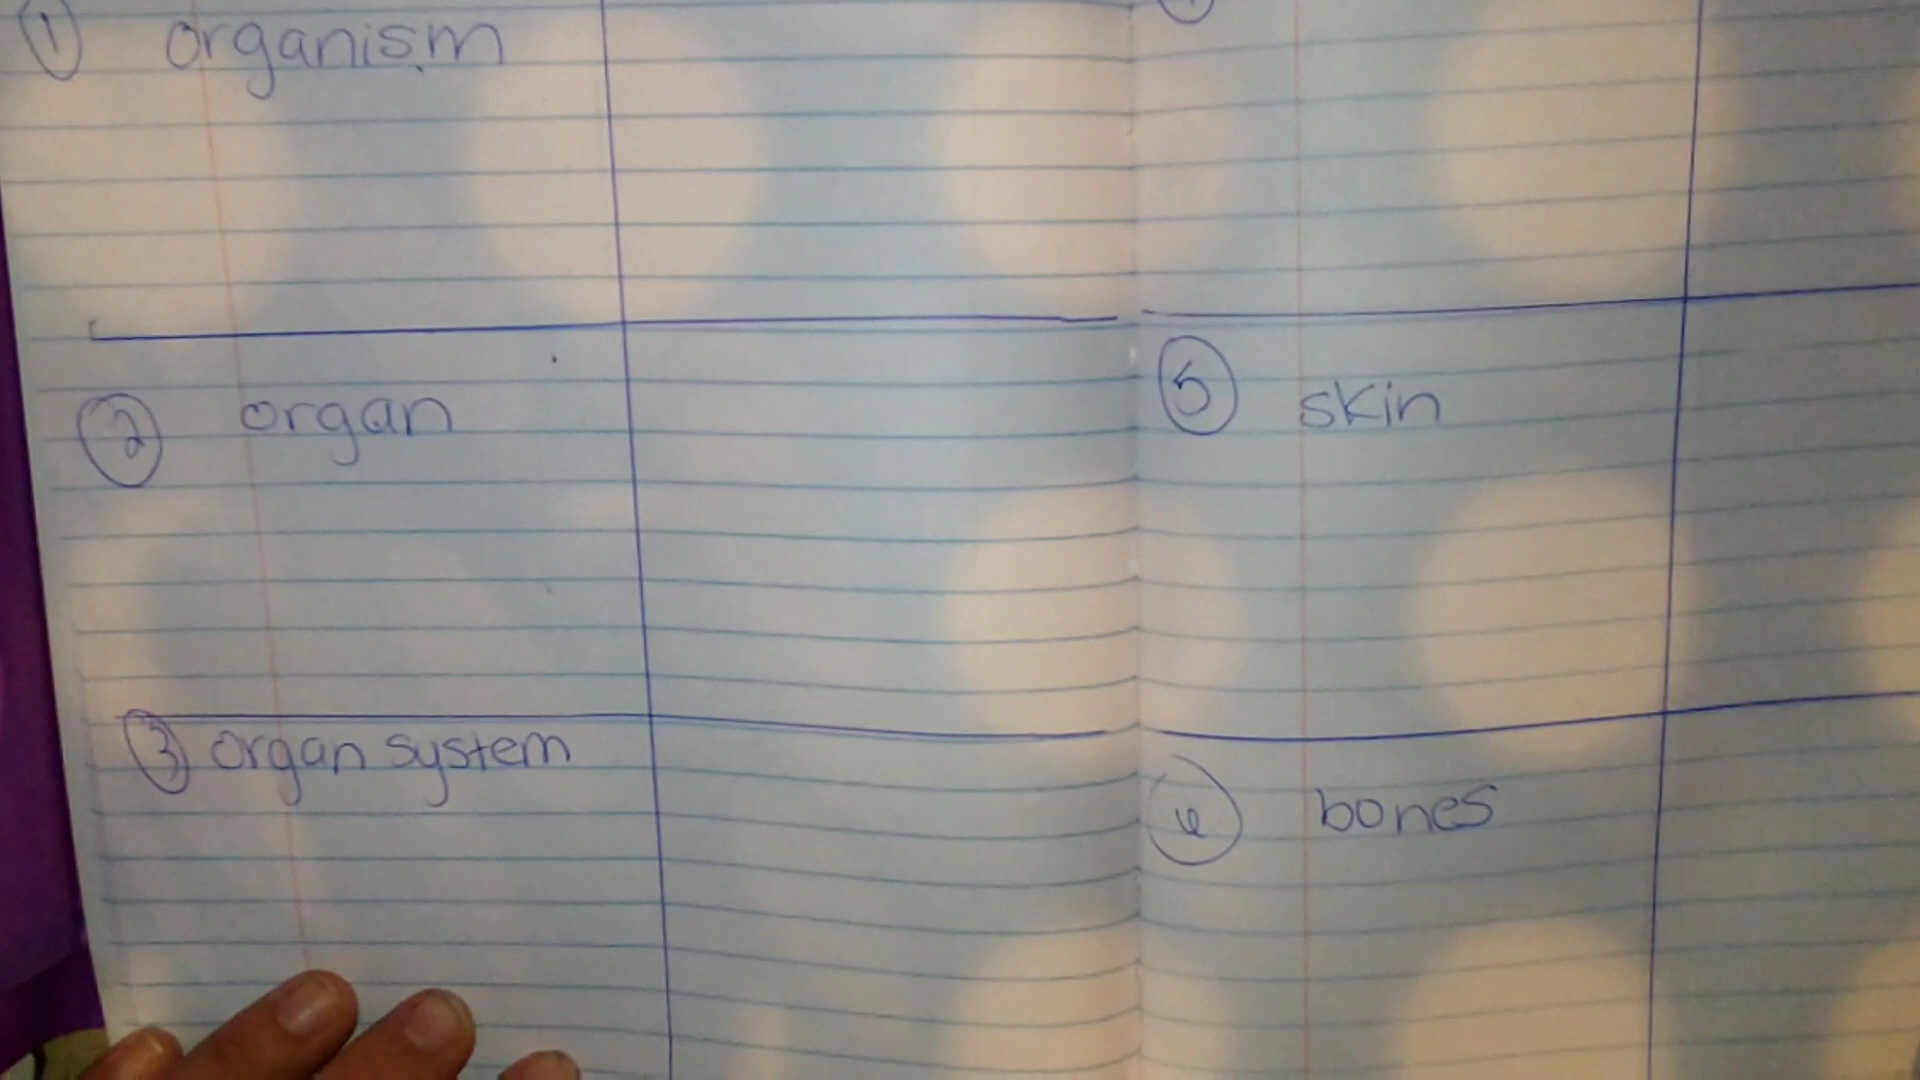 ① organism
② organ
③ organ system
⑤ skin
⑥ bones